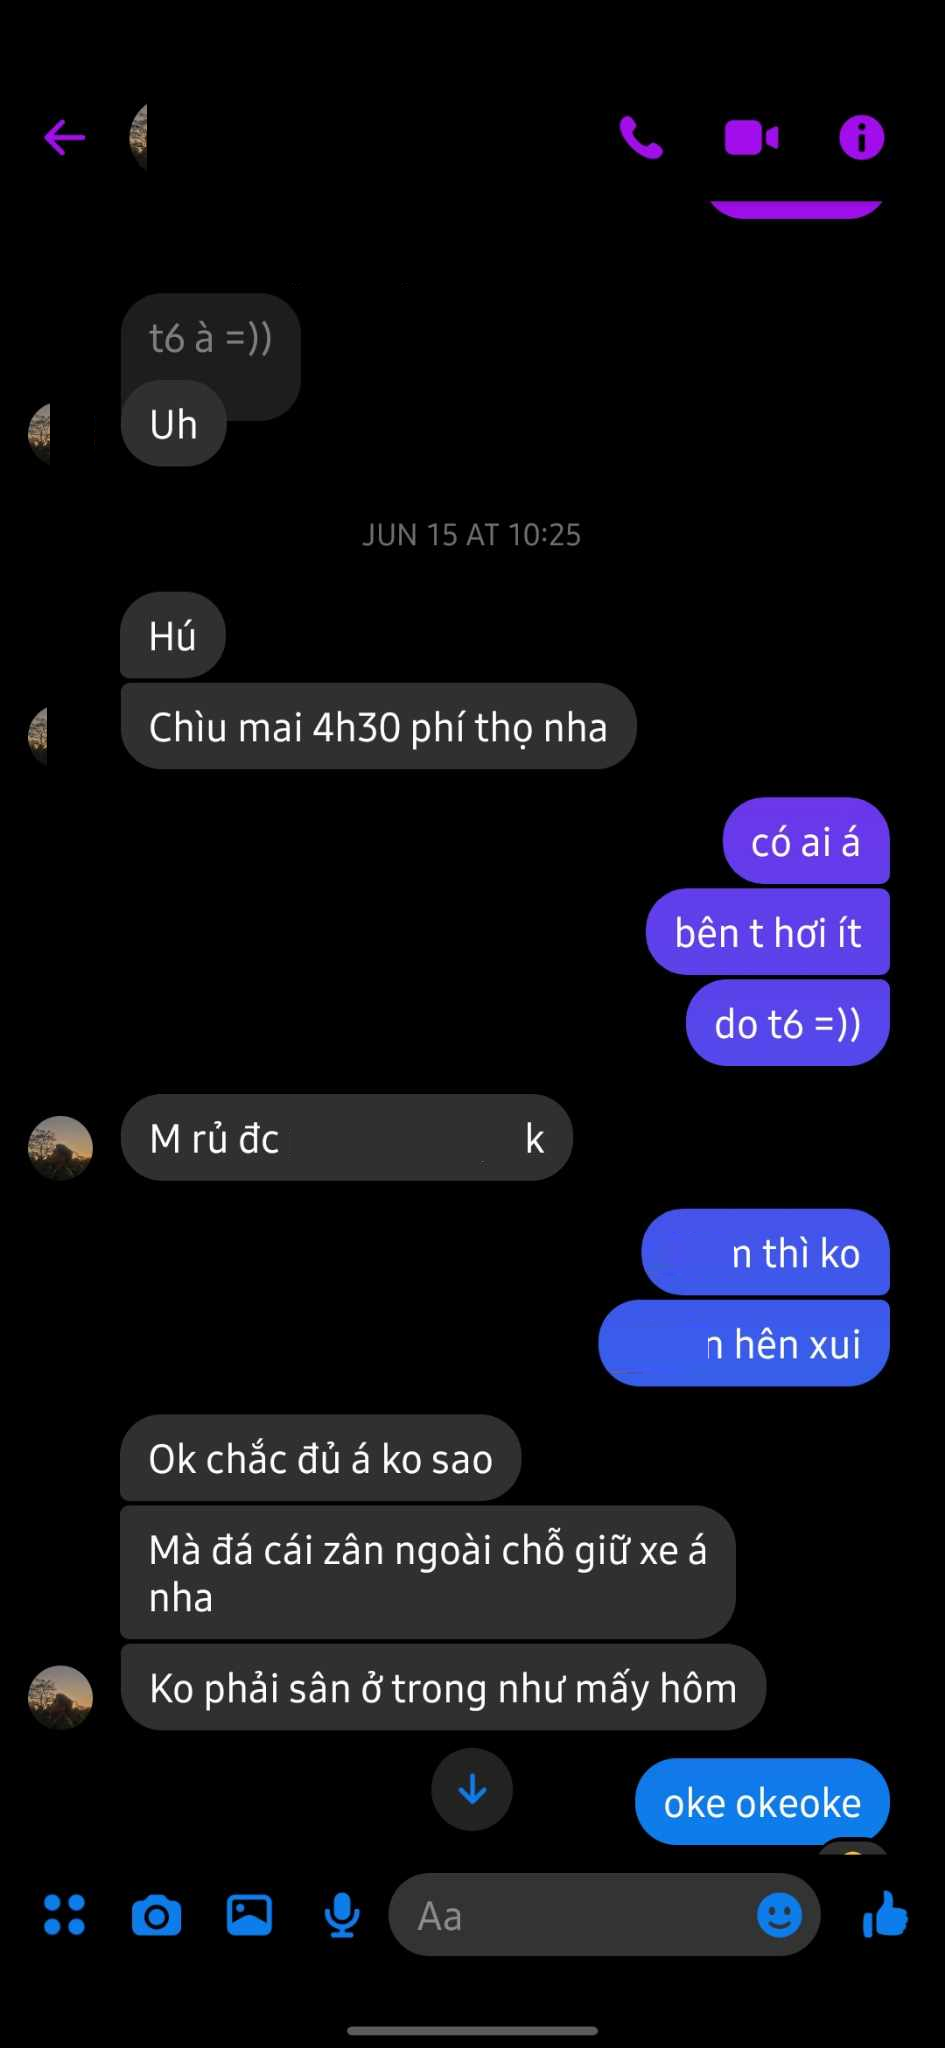 t6 à =))
Uh
JUN 15 AT 10:25
Hú
Chìu mai 4h30 phí thọ nha
có ai á
bên t hơi ít
do t6 =))
M rủ đc k
n thì ko
n hên xui
Ok chắc đủ á ko sao
Mà đá cái zân ngoài chỗ giữ xe á
nha
Ko phải sân ở trong như mấy hôm
oke okeoke
Aa